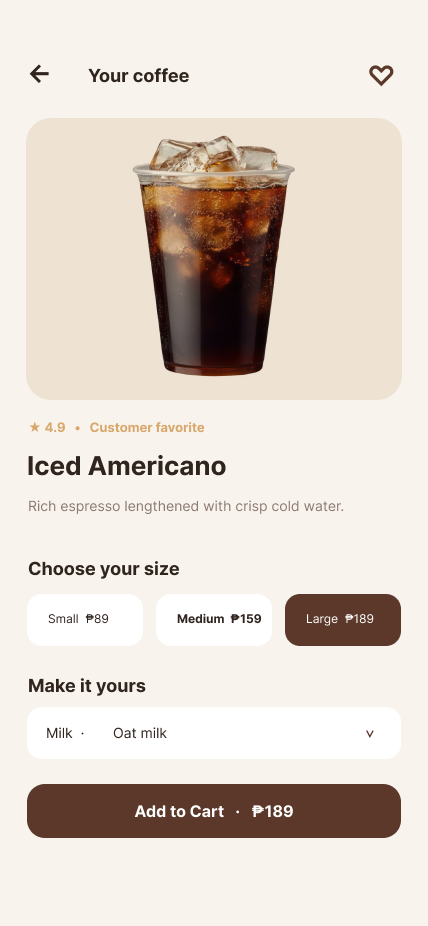 Your coffee
★ 4.9 • Customer favorite
Iced Americano
Rich espresso lengthened with crisp cold water.
Choose your size
Small ₱89
Medium ₱159
Large ₱189
Make it yours
Milk · Oat milk
Add to Cart · ₱189